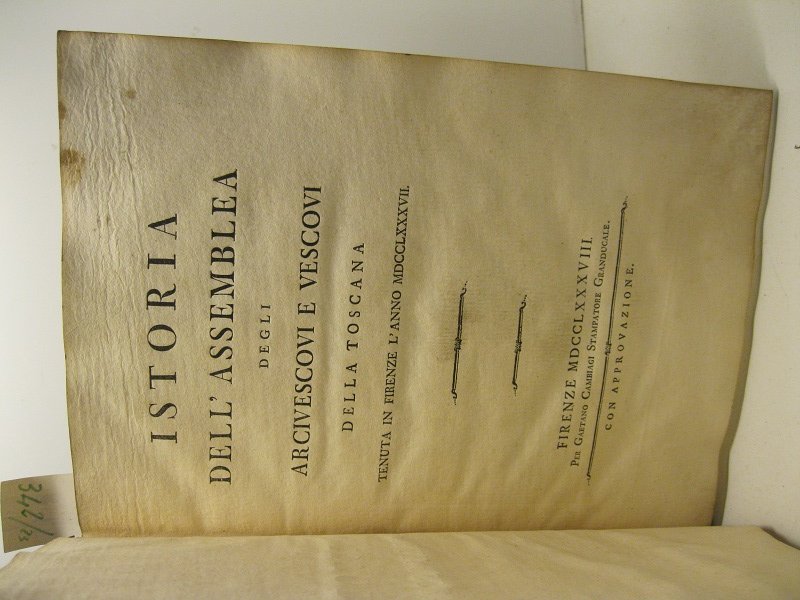 ISTORIA
DELL' ASSEMBLEA
DEGLI
ARCIVESCOVI E VESCOVI
DELLA TOSCANA
TENUTA IN FIRENZE L'ANNO MDCCLXXXVII.
FIRENZE MDCCLXXXVIII.
PER GAETANO CAMBIAGI STAMPATORE GRANDUCALE.
CON APPROVAZIONE.